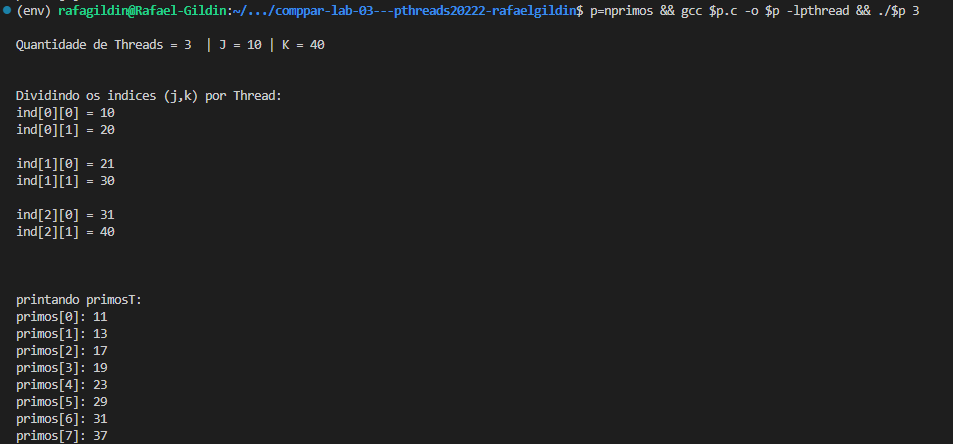 (env) rafagildin@Rafael-Gildin:~/.../comppar-lab-03---pthreads20222-rafaelgildin$ p=nprimos && gcc $p.c -o $p -lpthread && ./$p 3
Quantidade de Threads = 3  | J = 10 | K = 40
Dividindo os indices (j,k) por Thread:
ind[0][0] = 10
ind[0][1] = 20
ind[1][0] = 21
ind[1][1] = 30
ind[2][0] = 31
ind[2][1] = 40
printando primosT:
primos[0]: 11
primos[1]: 13
primos[2]: 17
primos[3]: 19
primos[4]: 23
primos[5]: 29
primos[6]: 31
primos[7]: 37